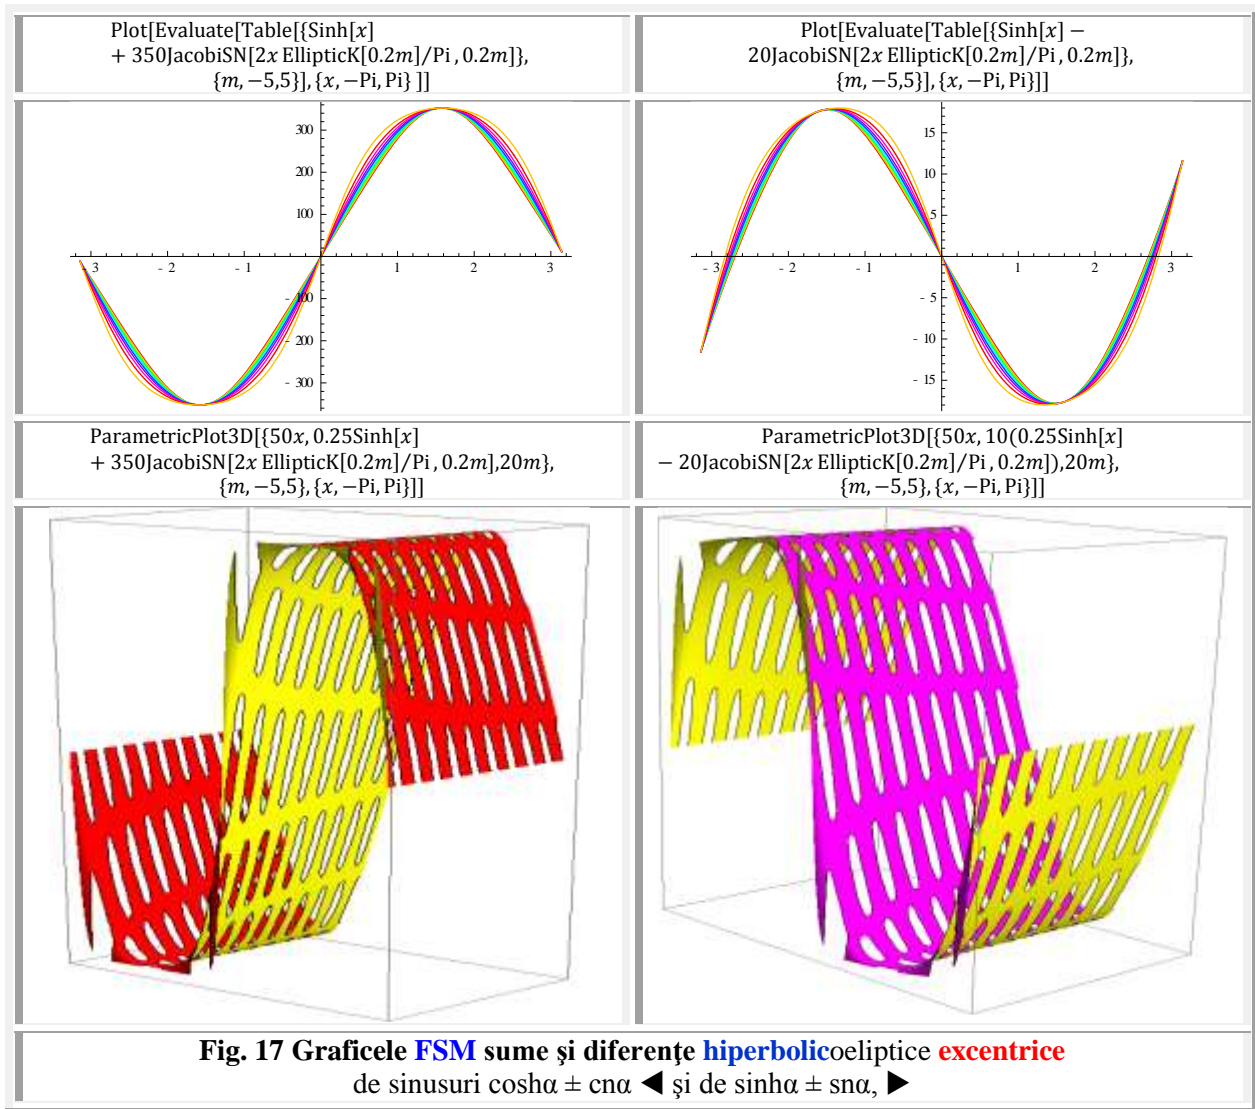 Plot[Evaluate[Table[{Sinh[x]
+ 350JacobiSN[2x EllipticK[0.2m]/Pi , 0.2m]},
{m, −5,5}], {x, −Pi, Pi} ]]
Plot[Evaluate[Table[{Sinh[x] −
20JacobiSN[2x EllipticK[0.2m]/Pi , 0.2m]},
{m, −5,5}], {x, −Pi, Pi}]]
300
200
100
- 3
- 2
- 1
1
2
3
- 100
- 200
- 300
15
10
5
- 3
- 2
- 1
1
2
3
- 5
- 10
- 15
ParametricPlot3D[{50x, 0.25Sinh[x]
+ 350JacobiSN[2x EllipticK[0.2m]/Pi , 0.2m],20m},
{m, −5,5}, {x, −Pi, Pi}]]
ParametricPlot3D[{50x, 10(0.25Sinh[x]
− 20JacobiSN[2x EllipticK[0.2m]/Pi , 0.2m]),20m},
{m, −5,5}, {x, −Pi, Pi}]]
Fig. 17 Graficele FSM sume şi diferenţe hiperbolicoeliptice excentrice
de sinusuri coshα ± cnα ◄ şi de sinhα ± snα, ►